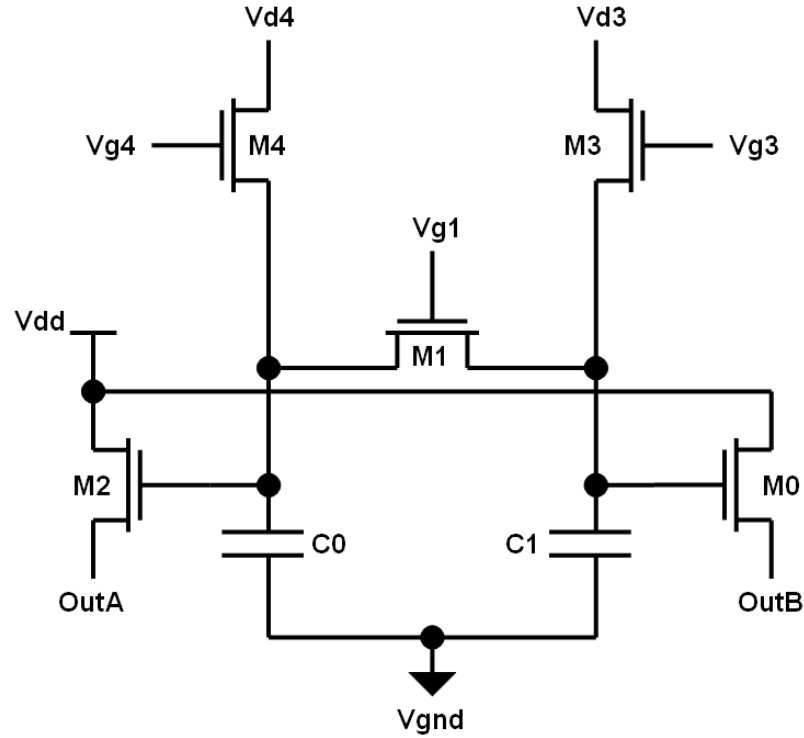 Vd4 Vd3
Vg4 M4 M3 Vg3
Vg1
Vdd M1
M2 M0
C0 C1
OutA OutB
Vgnd